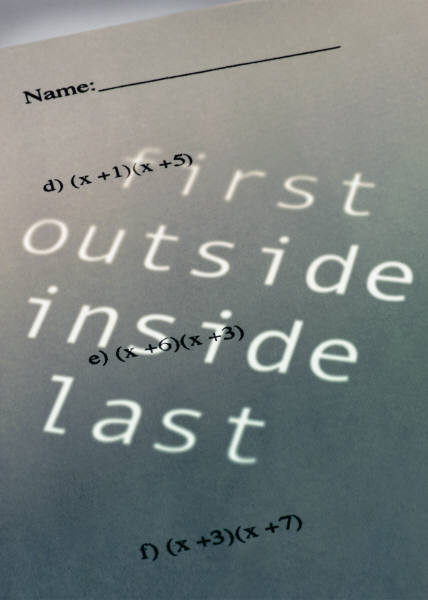 Name:
d) (x +1)(x +5)
first
outside
inside
e) (x +6)(x +3)
last
f) (x +3)(x +7)